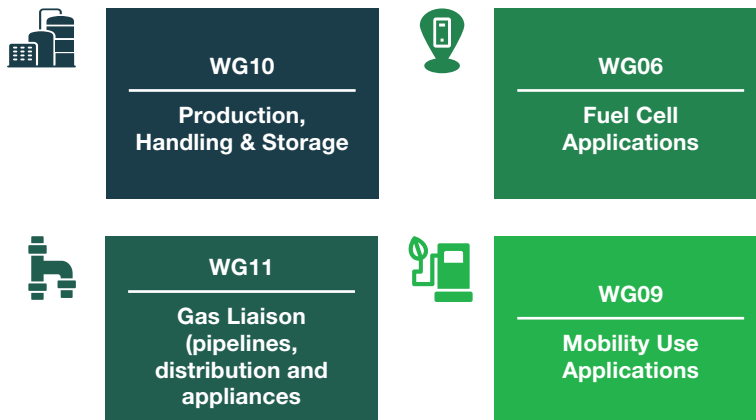 WG10
Production,
Handling & Storage
WG06
Fuel Cell
Applications
WG11
Gas Liaison
(pipelines,
distribution and
appliances
WG09
Mobility Use
Applications